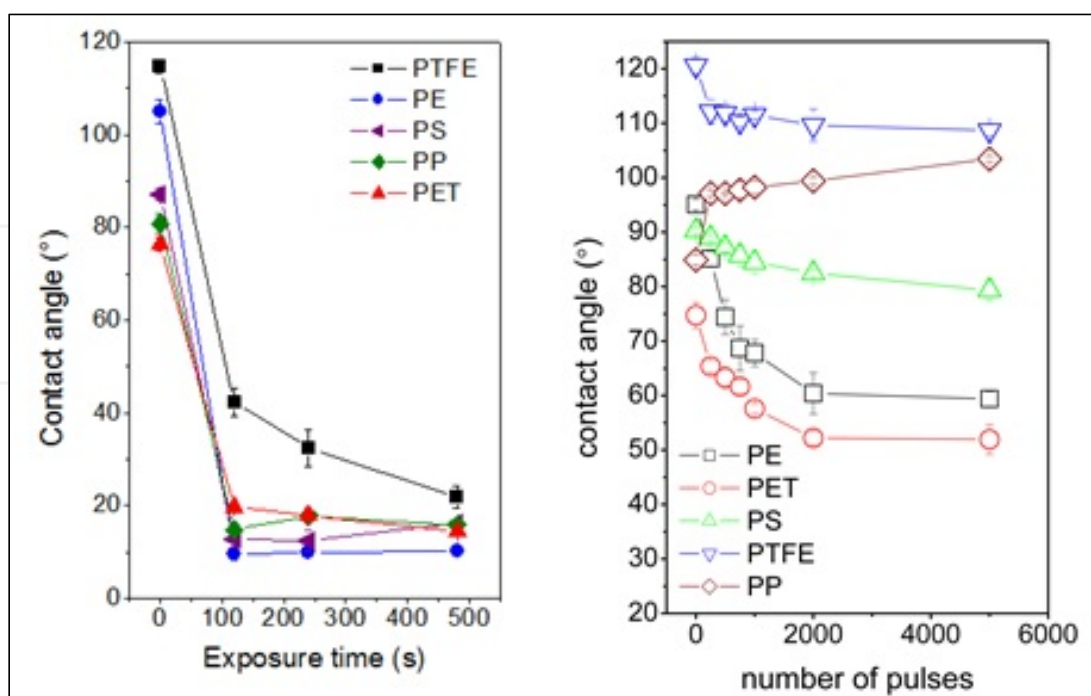 120
100
80
60
40
20
0
Contact angle (°)
PTFE
PE
PS
PP
PET
0 100 200 300 400 500
Exposure time (s)
120
110
100
90
80
70
60
50
40
30
20
contact angle (°)
PE
PET
PS
PTFE
PP
0 2000 4000 6000
number of pulses